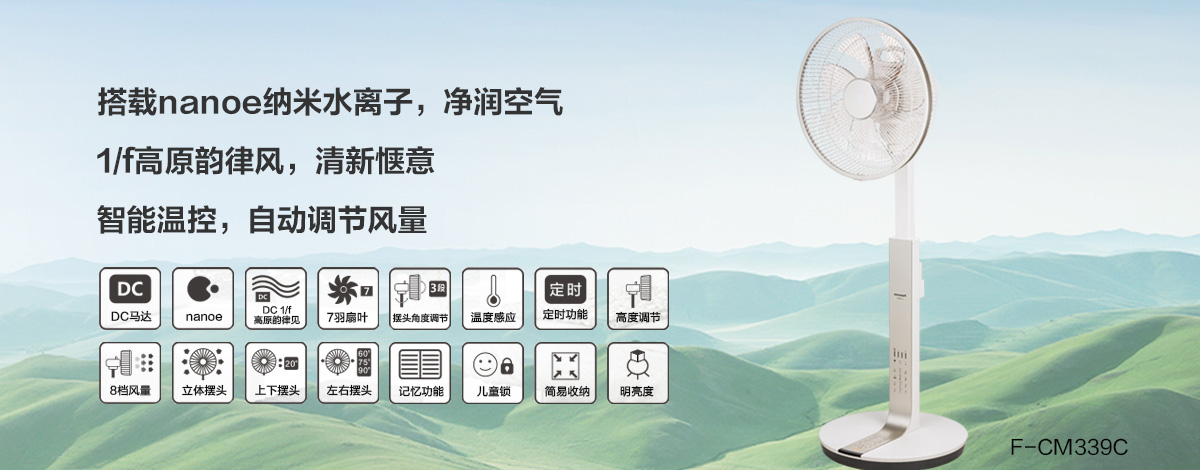 搭载nanoe纳米水离子，净润空气
1/f高原韵律风，清新惬意
智能温控，自动调节风量
DC
DC马达
nanoe
DC
DC 1/f
高原韵律见
7
7羽扇叶
3段
摆头角度调节
温度感应
定时
定时功能
高度调节
8档风量
立体摆头
20°
上下摆头
60°
75°
90°
左右摆头
记忆功能
儿童锁
简易收纳
明亮度
F-CM339C